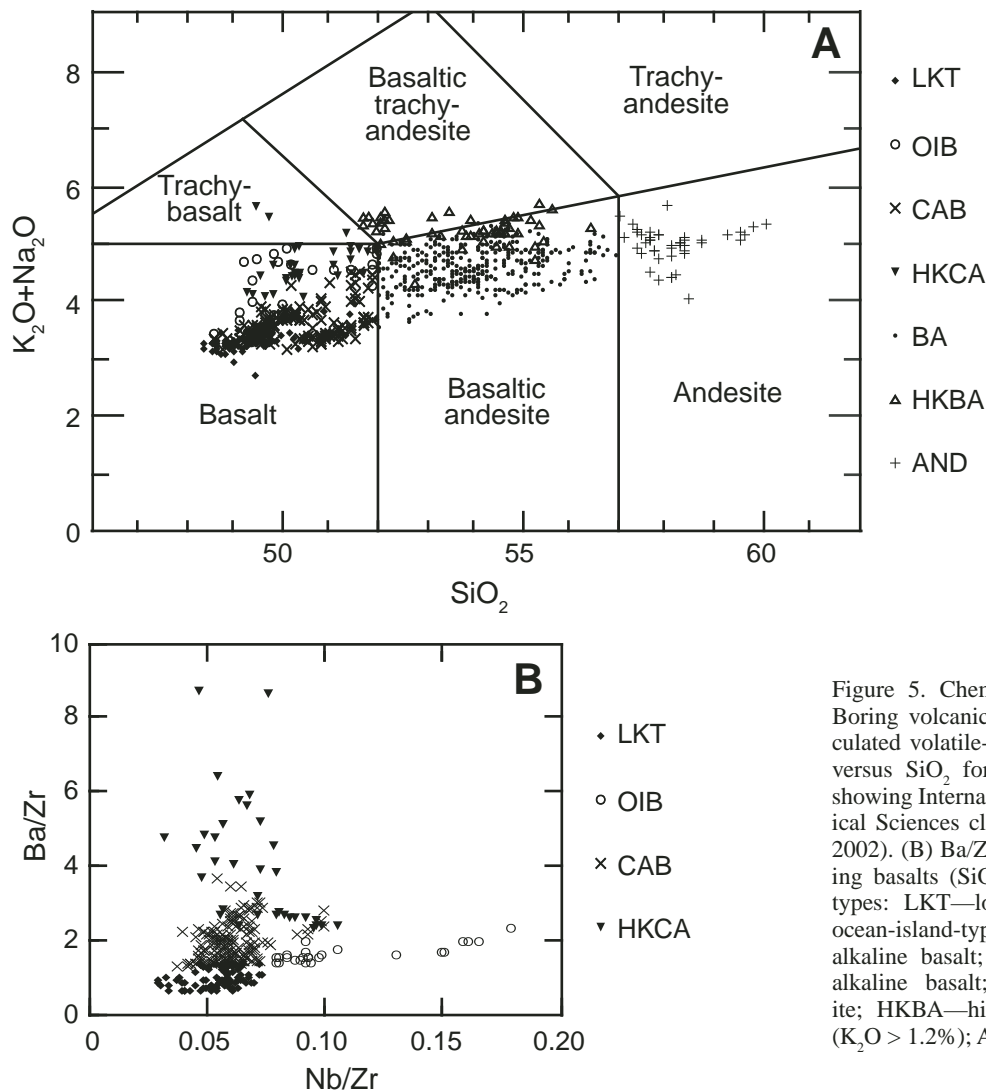 A
8
6
4
2
0
K₂O+Na₂O
50
55
60
SiO₂
Basaltic
trachy-
andesite
Trachy-
andesite
Trachy-
basalt
Basalt
Basaltic
andesite
Andesite
LKT
OIB
CAB
HKCA
BA
HKBA
AND
B
10
8
6
4
2
0
Ba/Zr
0
0.05
0.10
0.15
0.20
Nb/Zr
LKT
OIB
CAB
HKCA
Figure 5. Chem
Boring volcanic
culated volatile-
versus SiO₂ for
showing Interna
ical Sciences cl
2002). (B) Ba/Z
ing basalts (SiO
types: LKT—lo
ocean-island-typ
alkaline basalt;
alkaline basalt;
ite; HKBA—hi
(K₂O > 1.2%); A